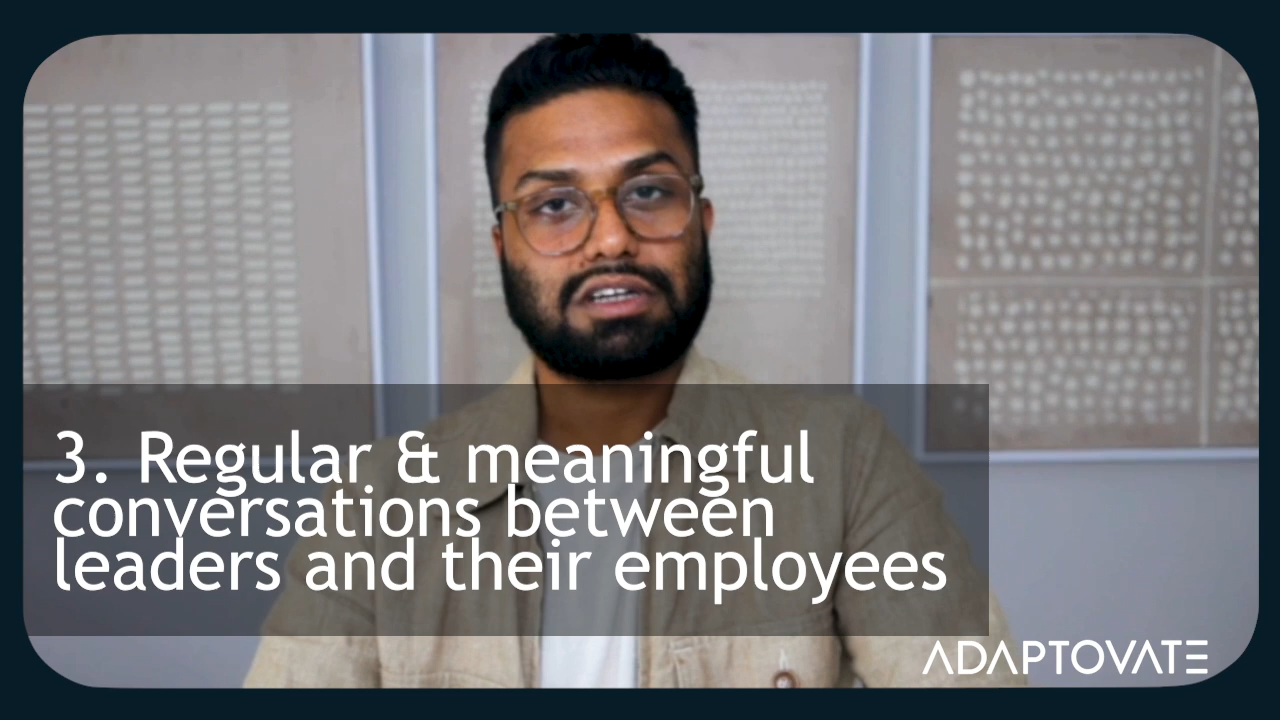 3. Regular & meaningful
conversations between
leaders and their employees
ADAPTOVATE